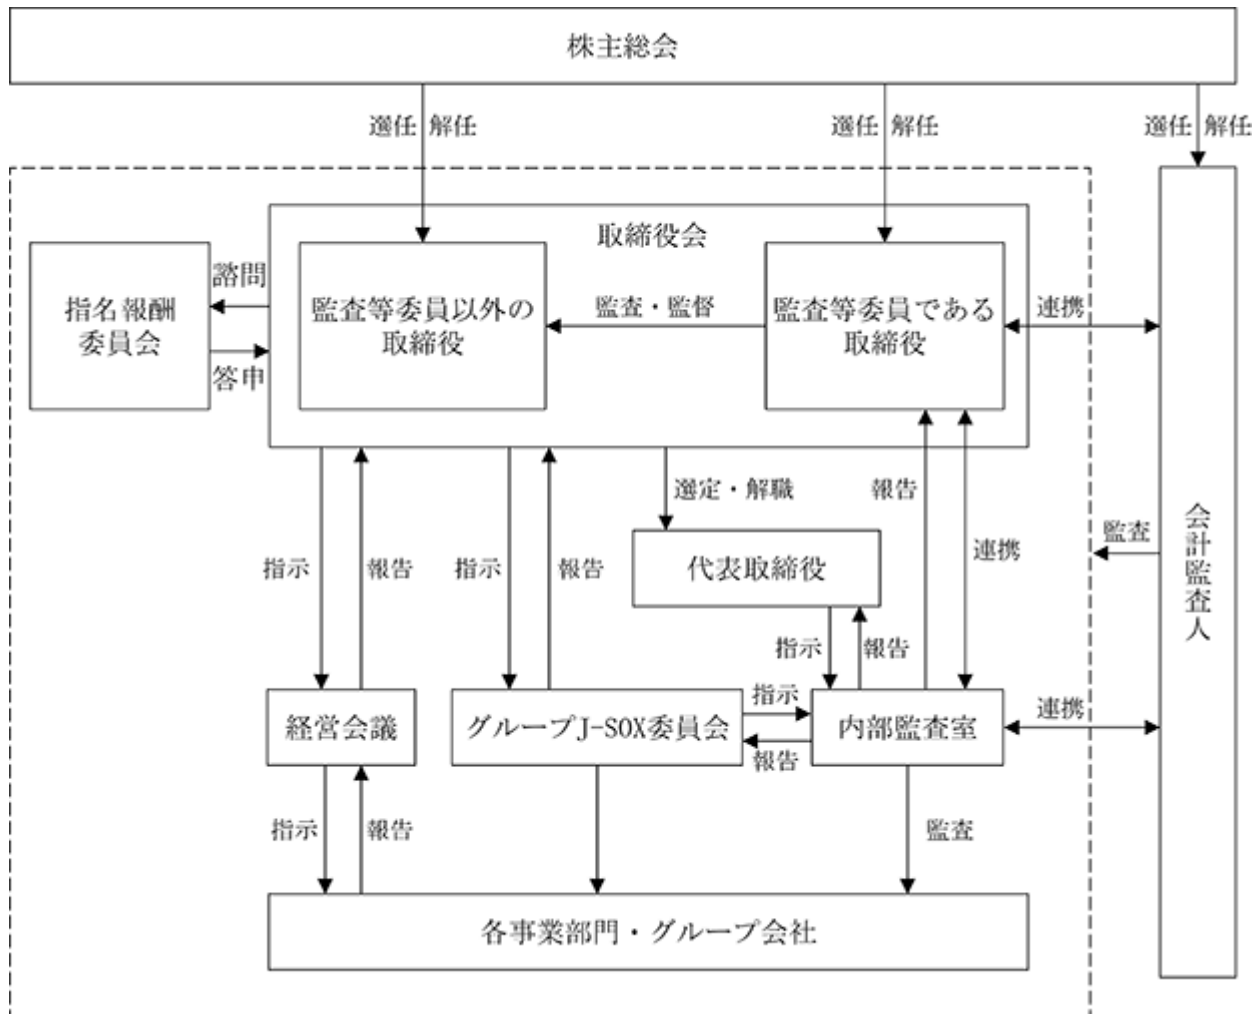 株主総会
選任 解任
選任 解任
選任 解任
取締役会
指名報酬
委員会
諮問
答申
監査等委員以外の
取締役
監査・監督
監査等委員である
取締役
連携
選定・解職
報告
連携
監査
会計監査人
指示
報告
指示
報告
代表取締役
指示
報告
経営会議
グループJ-SOX委員会
指示
報告
内部監査室
連携
指示
報告
監査
各事業部門・グループ会社